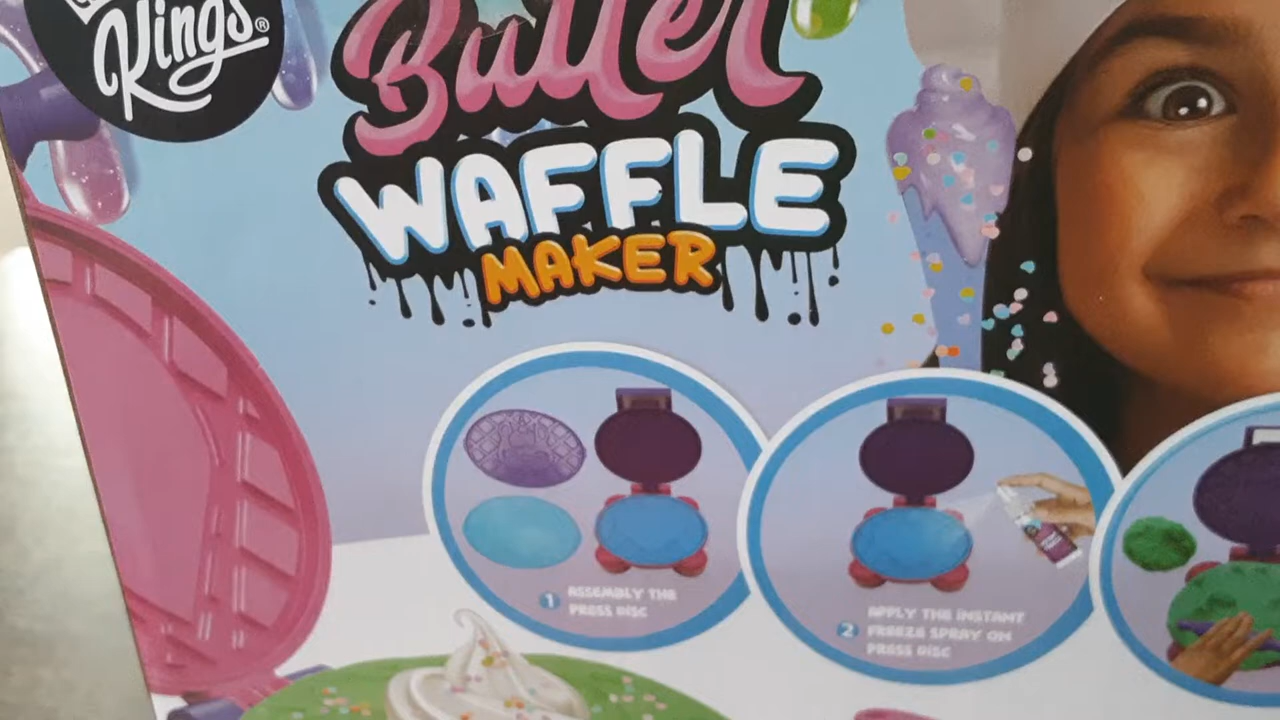 Kings®
Butter
WAFFLE
MAKER
1 ASSEMBLY THE
PRESS DISC
2 APPLY THE INSTANT
FREEZE SPRAY ON
PRESS DISC